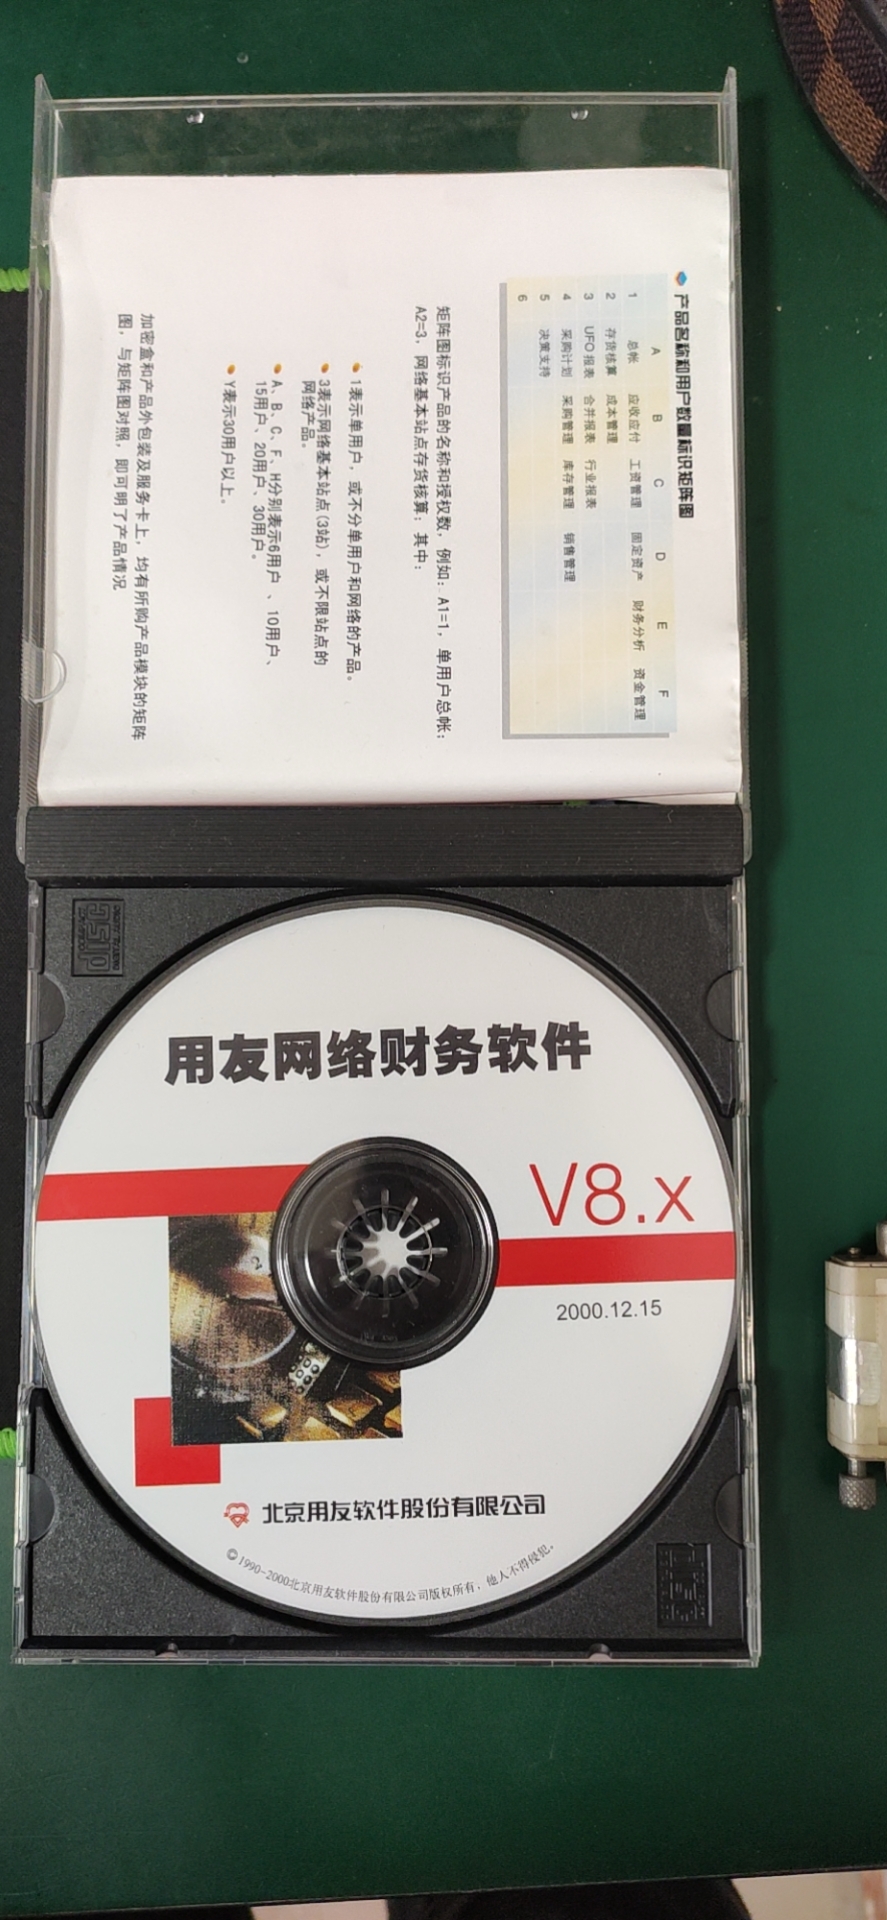 产品名称和用户数量标识矩阵图
A B C D E F
1 总帐 应收应付 工资管理 固定资产 财务分析 资金管理
2 存货核算 成本管理
3 UFO报表 合并报表 行业报表
4 采购计划 采购管理 库存管理 销售管理
5 决策支持
6
矩阵图标识产品的名称和授权数，例如：A1=1，单用户总帐；
A2=3，网络基本站点存货核算；其中：
1表示单用户，或不分单用户和网络的产品。
3表示网络基本站点(3站)，或不限站点的
网络产品。
A、B、C、F、H分别表示6用户、10用户、
15用户、20用户、30用户。
Y表示30用户以上。
加密盒和产品外包装及服务卡上，均有所购产品模块的矩阵
图，与矩阵图对照，即可明了产品情况
disc
用友网络财务软件
V8.x
2000.12.15
北京用友软件股份有限公司
©1990-2000北京用友软件股份有限公司版权所有，他人不得侵犯.